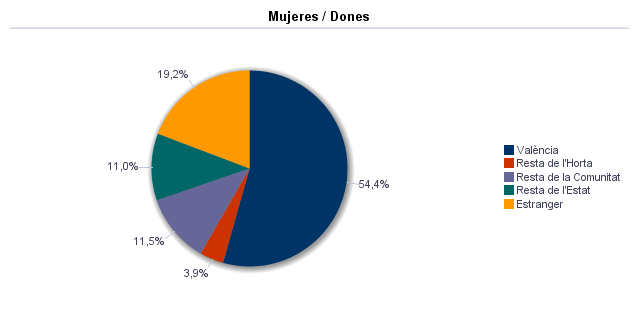 Mujeres / Dones
19,2%
11,0%
54,4%
11,5%
3,9%
València
Resta de l'Horta
Resta de la Comunitat
Resta de l'Estat
Estranger